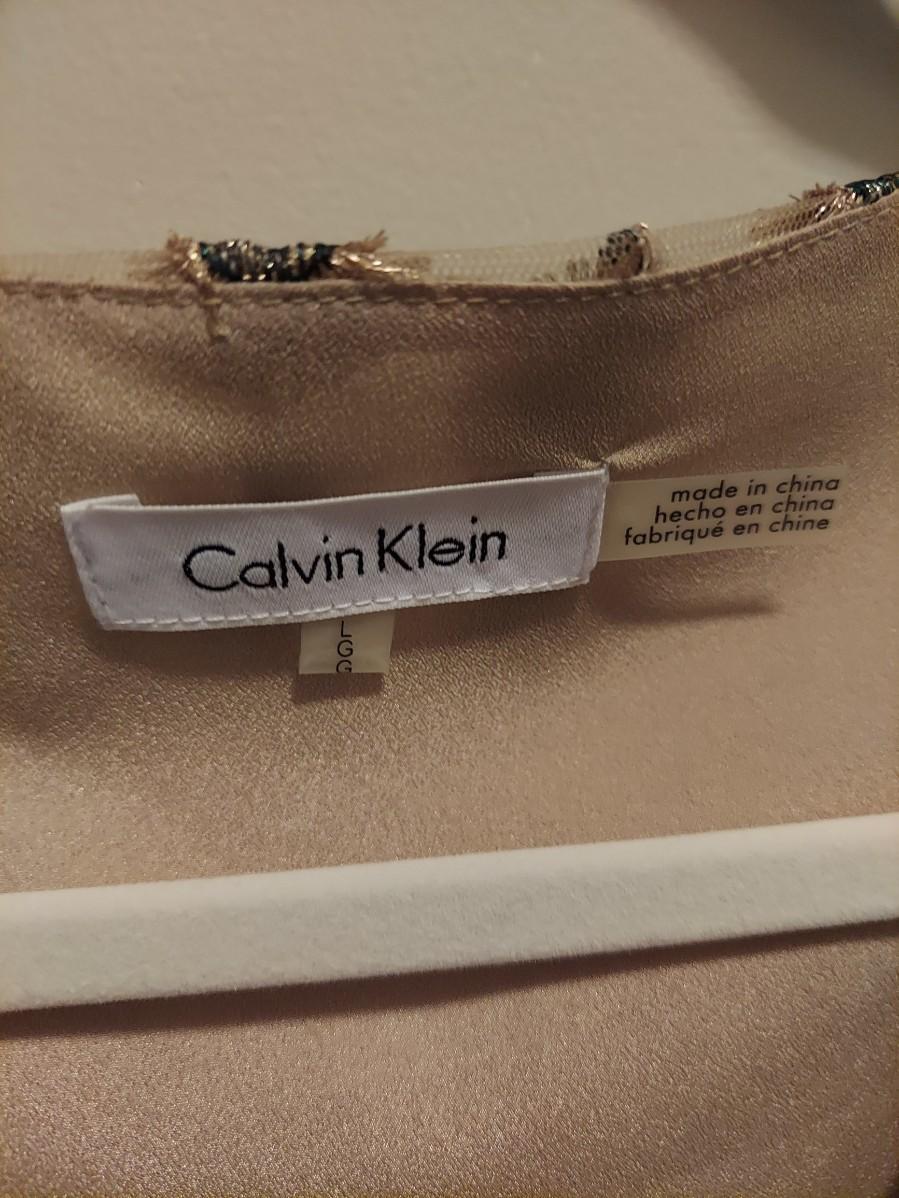 Calvin Klein
made in china
hecho en china
fabriqué en chine
L
G
G